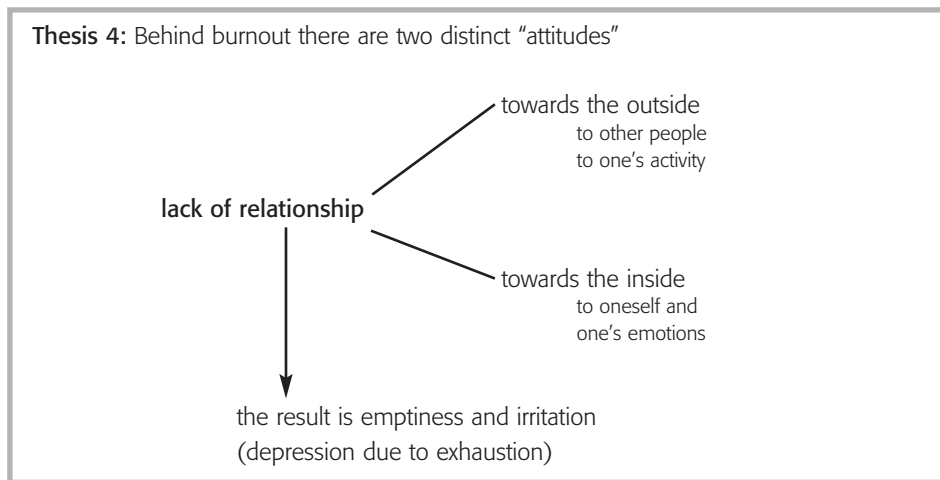 Thesis 4: Behind burnout there are two distinct “attitudes”
towards the outside
to other people
to one’s activity
lack of relationship
towards the inside
to oneself and
one’s emotions
the result is emptiness and irritation
(depression due to exhaustion)